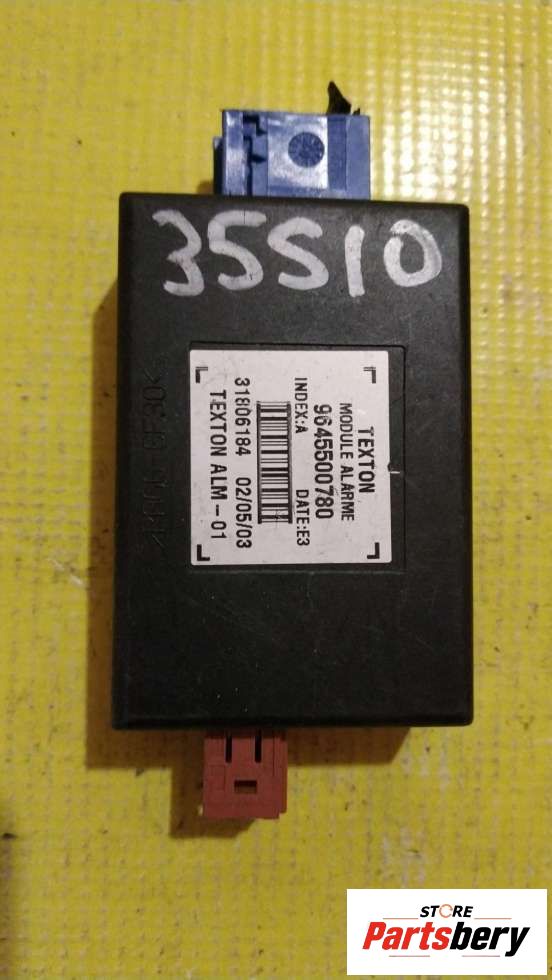 35S10
TEXTON
MODULE ALARME
9645500780
INDEX:A DATE:E3
31806184 02/05/03
TEXTON ALM-01
STORE
Partsbery